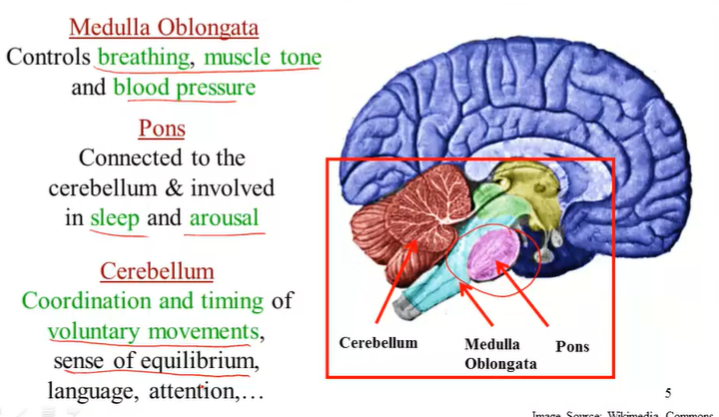 Medulla Oblongata
Controls breathing, muscle tone
and blood pressure
Pons
Connected to the
cerebellum & involved
in sleep and arousal
Cerebellum
Coordination and timing of
voluntary movements,
sense of equilibrium,
language, attention,…
Cerebellum
Medulla
Oblongata
Pons
5
Image Source: Wikimedia Commons